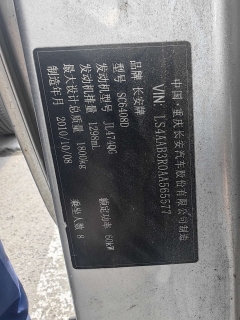 中国·重庆长安汽车股份有限公司制造
VIN: LS4AAB3R0AA565577
品牌 长安牌
型号 SC6408D
发动机型号 JL474Q6 额定功率 60kW
发动机排量 1298mL
最大设计总质量 1800kg 乘坐人数 8
制造年月 2010/10/08